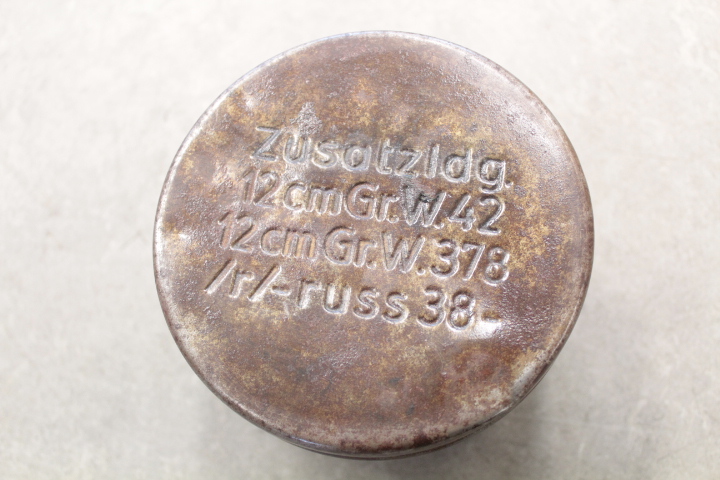 Zusatzldg.
12cm Gr.W.42
12cm Gr.W.378
/r/-russ 38-